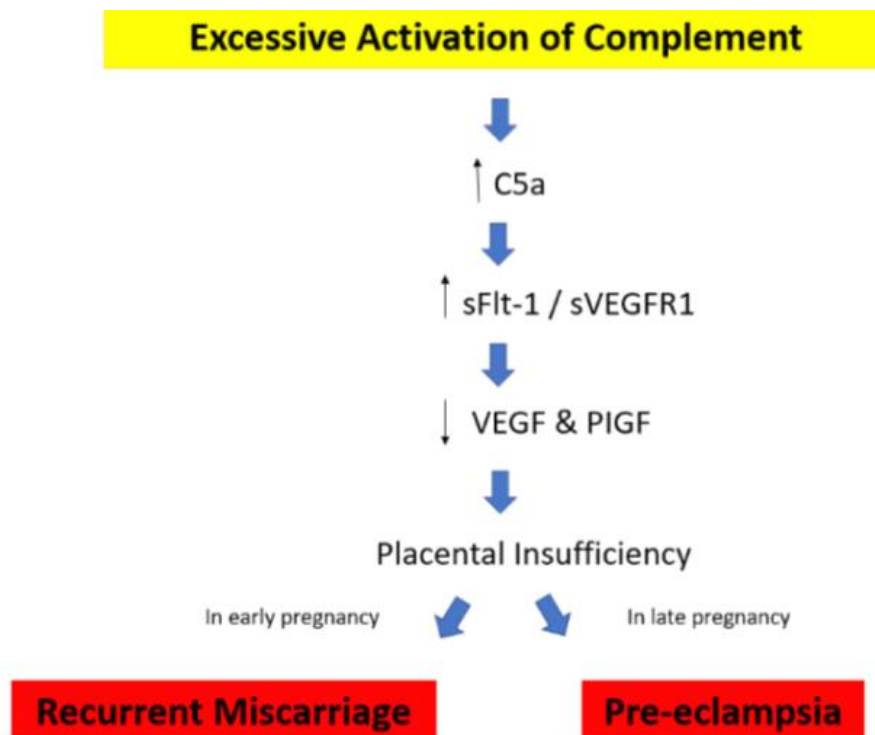 Excessive Activation of Complement
C5a
sFlt-1 / sVEGFR1
VEGF & PIGF
Placental Insufficiency
In early pregnancy
In late pregnancy
Recurrent Miscarriage
Pre-eclampsia